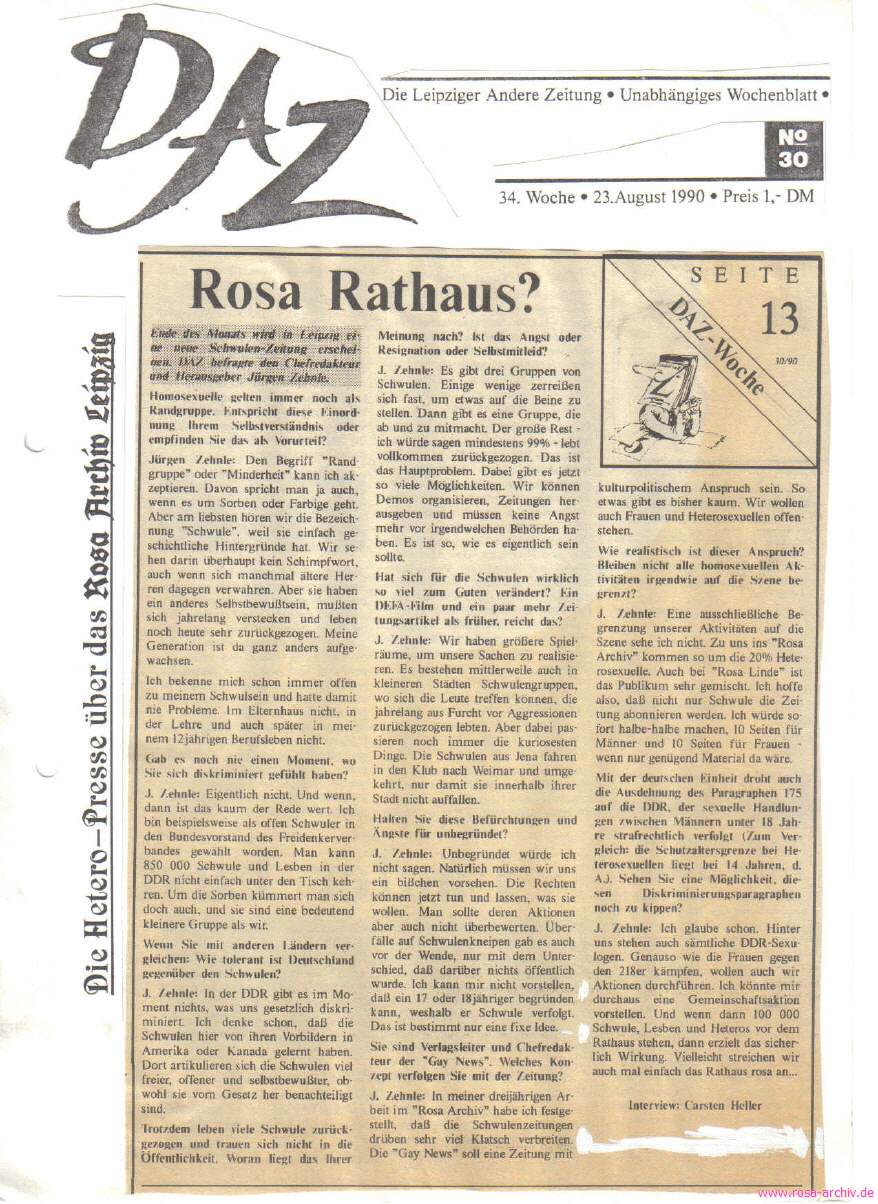 DAZ
Die Leipziger Andere Zeitung • Unabhängiges Wochenblatt •
No
30
34. Woche • 23.August 1990 • Preis 1,- DM
Die Hetero-Presse über das Rosa Archiv Leipzig
Rosa Rathaus?
SEITE
13
10/90
DAZ-Woche
Ende des Monats wird in Leipzig ei-
ne neue Schwulen-Zeitung erschei-
nen. DAZ befragte den Chefredakteur
und Herausgeber Jürgen Zehnle.
Homosexuelle gelten immer noch als
Randgruppe. Entspricht diese Einord-
nung Ihrem Selbstverständnis oder
empfinden Sie das als Vorurteil?
Jürgen Zehnle: Den Begriff "Rand-
gruppe" oder "Minderheit" kann ich ak-
zeptieren. Davon spricht man ja auch,
wenn es um Sorben oder Farbige geht.
Aber am liebsten hören wir die Bezeich-
nung "Schwule", weil sie einfach ge-
schichtliche Hintergründe hat. Wir se-
hen darin überhaupt kein Schimpfwort,
auch wenn sich manchmal ältere Her-
ren dagegen verwahren. Aber sie haben
ein anderes Selbstbewußtsein, mußten
sich jahrelang verstecken und leben
noch heute sehr zurückgezogen. Meine
Generation ist da ganz anders aufge-
wachsen.
Ich bekenne mich schon immer offen
zu meinem Schwulsein und hatte damit
nie Probleme. Im Elternhaus nicht, in
der Lehre und auch später in mei-
nem 12jährigen Berufsleben nicht.
Gab es noch nie einen Moment, wo
Sie sich diskriminiert gefühlt haben?
J. Zehnle: Eigentlich nicht. Und wenn,
dann ist das kaum der Rede wert. Ich
bin beispielsweise als offen Schwuler in
den Bundesvorstand des Freidenkerver-
bandes gewählt worden. Man kann
850 000 Schwule und Lesben in der
DDR nicht einfach unter den Tisch keh-
ren. Um die Sorben kümmert man sich
doch auch, und sie sind eine bedeutend
kleinere Gruppe als wir.
Wenn Sie mit anderen Ländern ver-
gleichen: Wie tolerant ist Deutschland
gegenüber den Schwulen?
J. Zehnle: In der DDR gibt es im Mo-
ment nichts, was uns gesetzlich diskri-
miniert. Ich denke schon, daß die
Schwulen hier von ihren Vorbildern in
Amerika oder Kanada gelernt haben.
Dort artikulieren sich die Schwulen viel
freier, offener und selbstbewußter, ob-
wohl sie vom Gesetz her benachteiligt
sind.
Trotzdem leben viele Schwule zurück-
gezogen und trauen sich nicht in die
Öffentlichkeit. Woran liegt das Ihrer
Meinung nach? Ist das Angst oder
Resignation oder Selbstmitleid?
J. Zehnle: Es gibt drei Gruppen von
Schwulen. Einige wenige zerreißen
sich fast, um etwas auf die Beine zu
stellen. Dann gibt es eine Gruppe, die
ab und zu mitmacht. Der große Rest -
ich würde sagen mindestens 99% - lebt
vollkommen zurückgezogen. Das ist
das Hauptproblem. Dabei gibt es jetzt
so viele Möglichkeiten. Wir können
Demos organisieren, Zeitungen her-
ausgeben und müssen keine Angst
mehr vor irgendwelchen Behörden ha-
ben. Es ist so, wie es eigentlich sein
sollte.
Hat sich für die Schwulen wirklich
so viel zum Guten verändert? Ein
DEFA-Film und ein paar mehr Zei-
tungsartikel als früher, reicht das?
J. Zehnle: Wir haben größere Spiel-
räume, um unsere Sachen zu realisie-
ren. Es bestehen mittlerweile auch in
kleineren Städten Schwulengruppen,
wo sich die Leute treffen können, die
jahrelang aus Furcht vor Aggressionen
zurückgezogen lebten. Aber dabei pas-
sieren noch immer die kuriosesten
Dinge. Die Schwulen aus Jena fahren
in den Klub nach Weimar und umge-
kehrt, nur damit sie innerhalb ihrer
Stadt nicht auffallen.
Halten Sie diese Befürchtungen und
Ängste für unbegründet?
J. Zehnle: Unbegründet würde ich
nicht sagen. Natürlich müssen wir uns
ein bißchen vorsehen. Die Rechten
können jetzt tun und lassen, was sie
wollen. Man sollte deren Aktionen
aber auch nicht überbewerten. Über-
fälle auf Schwulenkneipen gab es auch
vor der Wende, nur mit dem Unter-
schied, daß darüber nichts öffentlich
wurde. Ich kann mir nicht vorstellen,
daß ein 17 oder 18jähriger begründen
kann, weshalb er Schwule verfolgt.
Das ist bestimmt nur eine fixe Idee.
Sie sind Verlagsleiter und Chefredak-
teur der "Gay News". Welches Kon-
zept verfolgen Sie mit der Zeitung?
J. Zehnle: In meiner dreijährigen Ar-
beit im "Rosa Archiv" habe ich festge-
stellt, daß die Schwulenzeitungen
drüben sehr viel Klatsch verbreiten.
Die "Gay News" soll eine Zeitung mit
kulturpolitischem Anspruch sein. So
etwas gibt es bisher kaum. Wir wollen
auch Frauen und Heterosexuellen offen-
stehen.
Wie realistisch ist dieser Anspruch?
Bleiben nicht alle homosexuellen Ak-
tivitäten irgendwie auf die Szene be-
grenzt?
J. Zehnle: Eine ausschließliche Be-
grenzung unserer Aktivitäten auf die
Szene sehe ich nicht. Zu uns ins "Rosa
Archiv" kommen so um die 20% Hete-
rosexuelle. Auch bei "Rosa Linde" ist
das Publikum sehr gemischt. Ich hoffe
also, daß nicht nur Schwule die Zei-
tung abonnieren werden. Ich würde so-
fort halbe-halbe machen, 10 Seiten für
Männer und 10 Seiten für Frauen -
wenn nur genügend Material da wäre.
Mit der deutschen Einheit droht auch
die Ausdehnung des Paragraphen 175
auf die DDR, der sexuelle Handlun-
gen zwischen Männern unter 18 Jah-
re strafrechtlich verfolgt (Zum Ver-
gleich: die Schutzaltersgrenze bei He-
terosexuellen liegt bei 14 Jahren, d.
A.). Sehen Sie eine Möglichkeit, die-
sen Diskriminierungsparagraphen
noch zu kippen?
J. Zehnle: Ich glaube schon. Hinter
uns stehen auch sämtliche DDR-Sexu-
logen. Genauso wie die Frauen gegen
den 218er kämpfen, wollen auch wir
Aktionen durchführen. Ich könnte mir
durchaus eine Gemeinschaftsaktion
vorstellen. Und wenn dann 100 000
Schwule, Lesben und Heteros vor dem
Rathaus stehen, dann erzielt das sicher-
lich Wirkung. Vielleicht streichen wir
auch mal einfach das Rathaus rosa an...
Interview: Carsten Heller
www.rosa-archiv.de